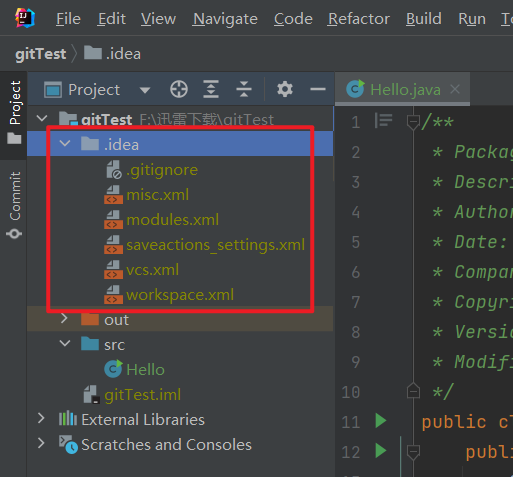 IJ File Edit View Navigate Code Refactor Build Run
gitTest .idea
Project
Commit
Project
gitTest F:\迅雷下载\gitTest
.idea
.gitignore
misc.xml
modules.xml
saveactions_settings.xml
vcs.xml
workspace.xml
out
src
Hello
gitTest.iml
External Libraries
Scratches and Consoles
Hello.java
1 /**
2 * Packag
3 * Descri
4 * Author
5 * Date:
6 * Compan
7 * Copyri
8 * Versio
9 * Modifi
10 */
11 public cl
12 publi